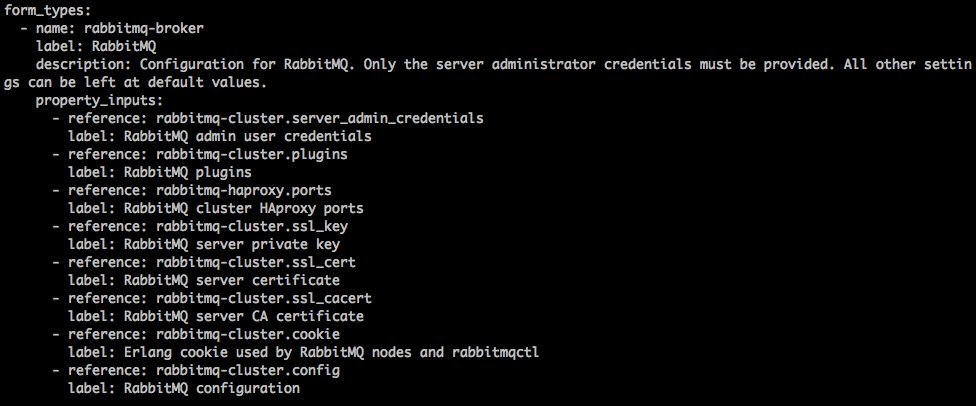 form_types:
  - name: rabbitmq-broker
    label: RabbitMQ
    description: Configuration for RabbitMQ. Only the server administrator credentials must be provided. All other settin
gs can be left at default values.
    property_inputs:
      - reference: rabbitmq-cluster.server_admin_credentials
        label: RabbitMQ admin user credentials
      - reference: rabbitmq-cluster.plugins
        label: RabbitMQ plugins
      - reference: rabbitmq-haproxy.ports
        label: RabbitMQ cluster HAproxy ports
      - reference: rabbitmq-cluster.ssl_key
        label: RabbitMQ server private key
      - reference: rabbitmq-cluster.ssl_cert
        label: RabbitMQ server certificate
      - reference: rabbitmq-cluster.ssl_cacert
        label: RabbitMQ server CA certificate
      - reference: rabbitmq-cluster.cookie
        label: Erlang cookie used by RabbitMQ nodes and rabbitmqctl
      - reference: rabbitmq-cluster.config
        label: RabbitMQ configuration